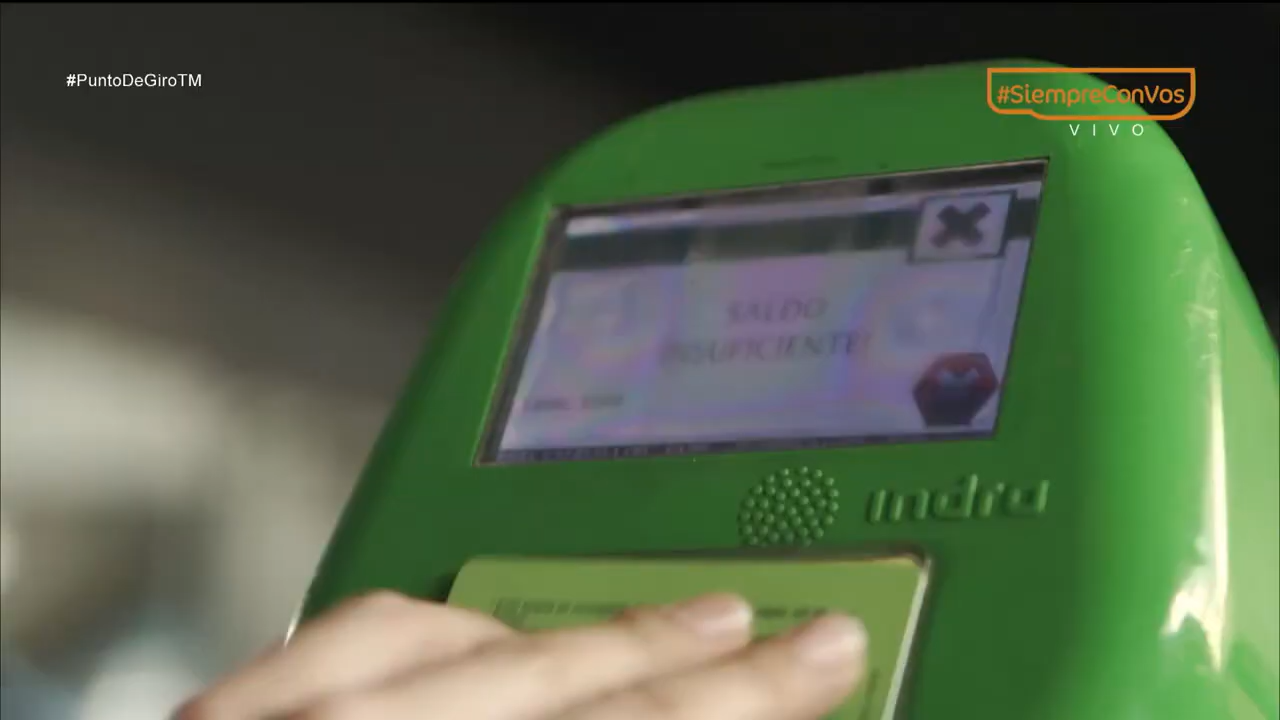 #PuntoDeGiroTM
#SiempreConVos
VIVO
SALDO
INSUFICIENTE
indra